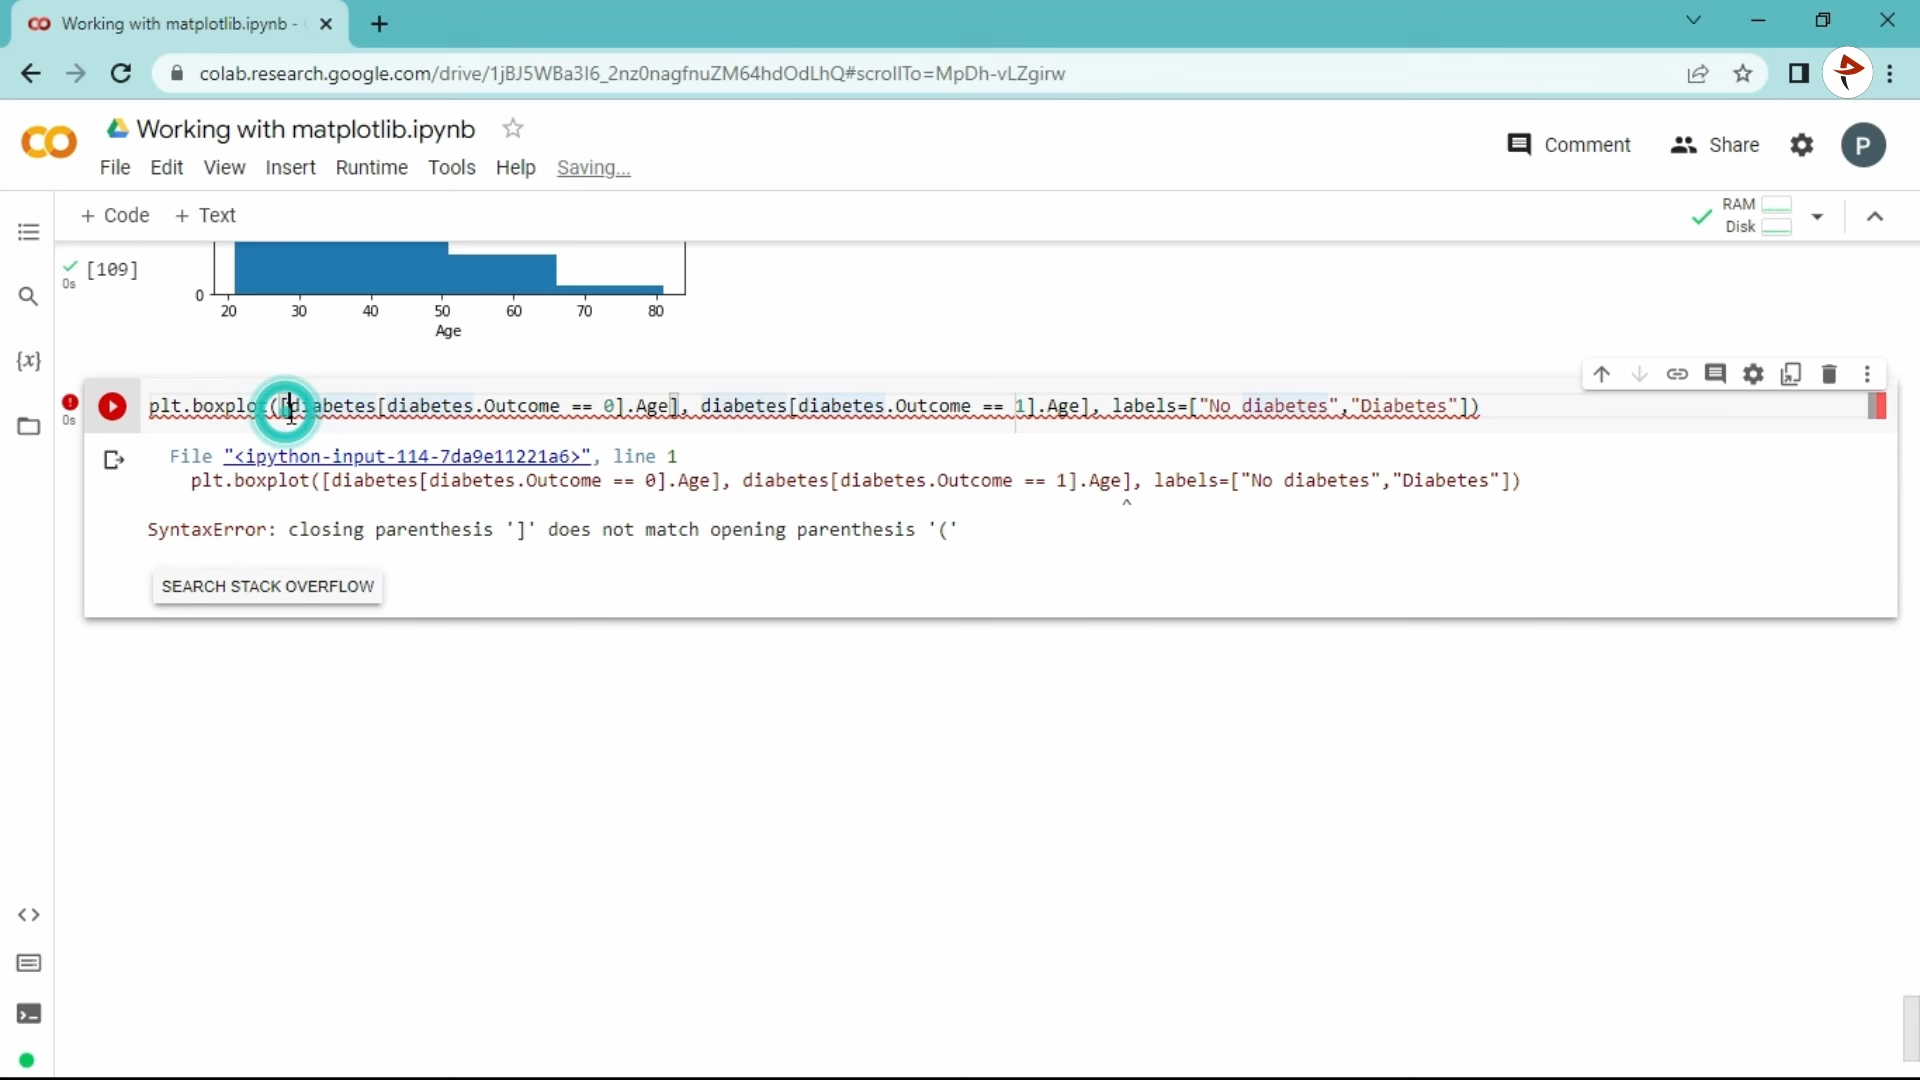 Working with matplotlib.ipynb -
colab.research.google.com/drive/1jBJ5WBa3I6_2nz0nagfnuZM64hdOdLhQ#scrollTo=MpDh-vLZgirw
Working with matplotlib.ipynb
File Edit View Insert Runtime Tools Help Saving...
Comment Share P
+ Code + Text
RAM
Disk
[109]
0s
0
20 30 40 50 60 70 80
Age
{x}
0s
plt.boxplot([diabetes[diabetes.Outcome == 0].Age], diabetes[diabetes.Outcome == 1].Age], labels=["No diabetes","Diabetes"])
File "<ipython-input-114-7da9e11221a6>", line 1
plt.boxplot([diabetes[diabetes.Outcome == 0].Age], diabetes[diabetes.Outcome == 1].Age], labels=["No diabetes","Diabetes"])
^
SyntaxError: closing parenthesis ']' does not match opening parenthesis '('
SEARCH STACK OVERFLOW